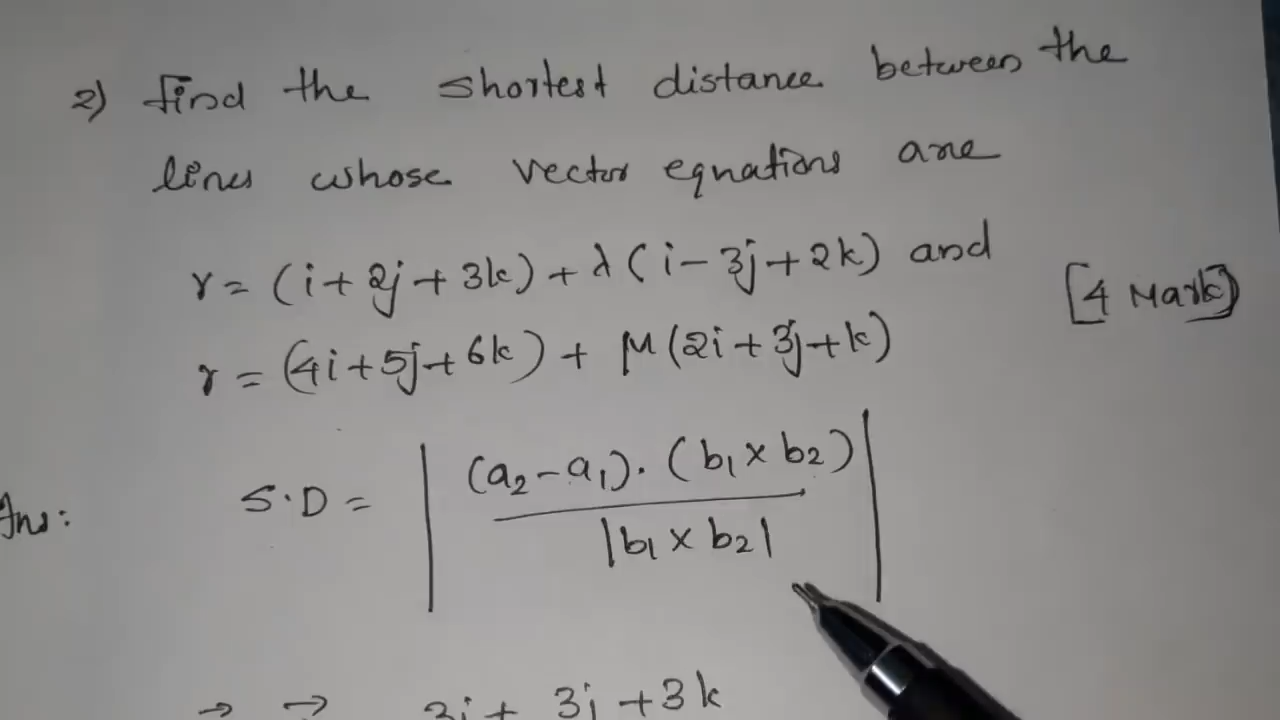 2) find the shortest distance between the
lines whose vector equations are
r = (i + 2j + 3k) + λ (i - 3j + 2k) and
[4 Mark]
r = (4i + 5j + 6k) + μ (2i + 3j + k)
Ans: S.D = | (a₂ - a₁) . (b₁ × b₂) / |b₁ × b₂| |
→ → 3i + 3j + 3k